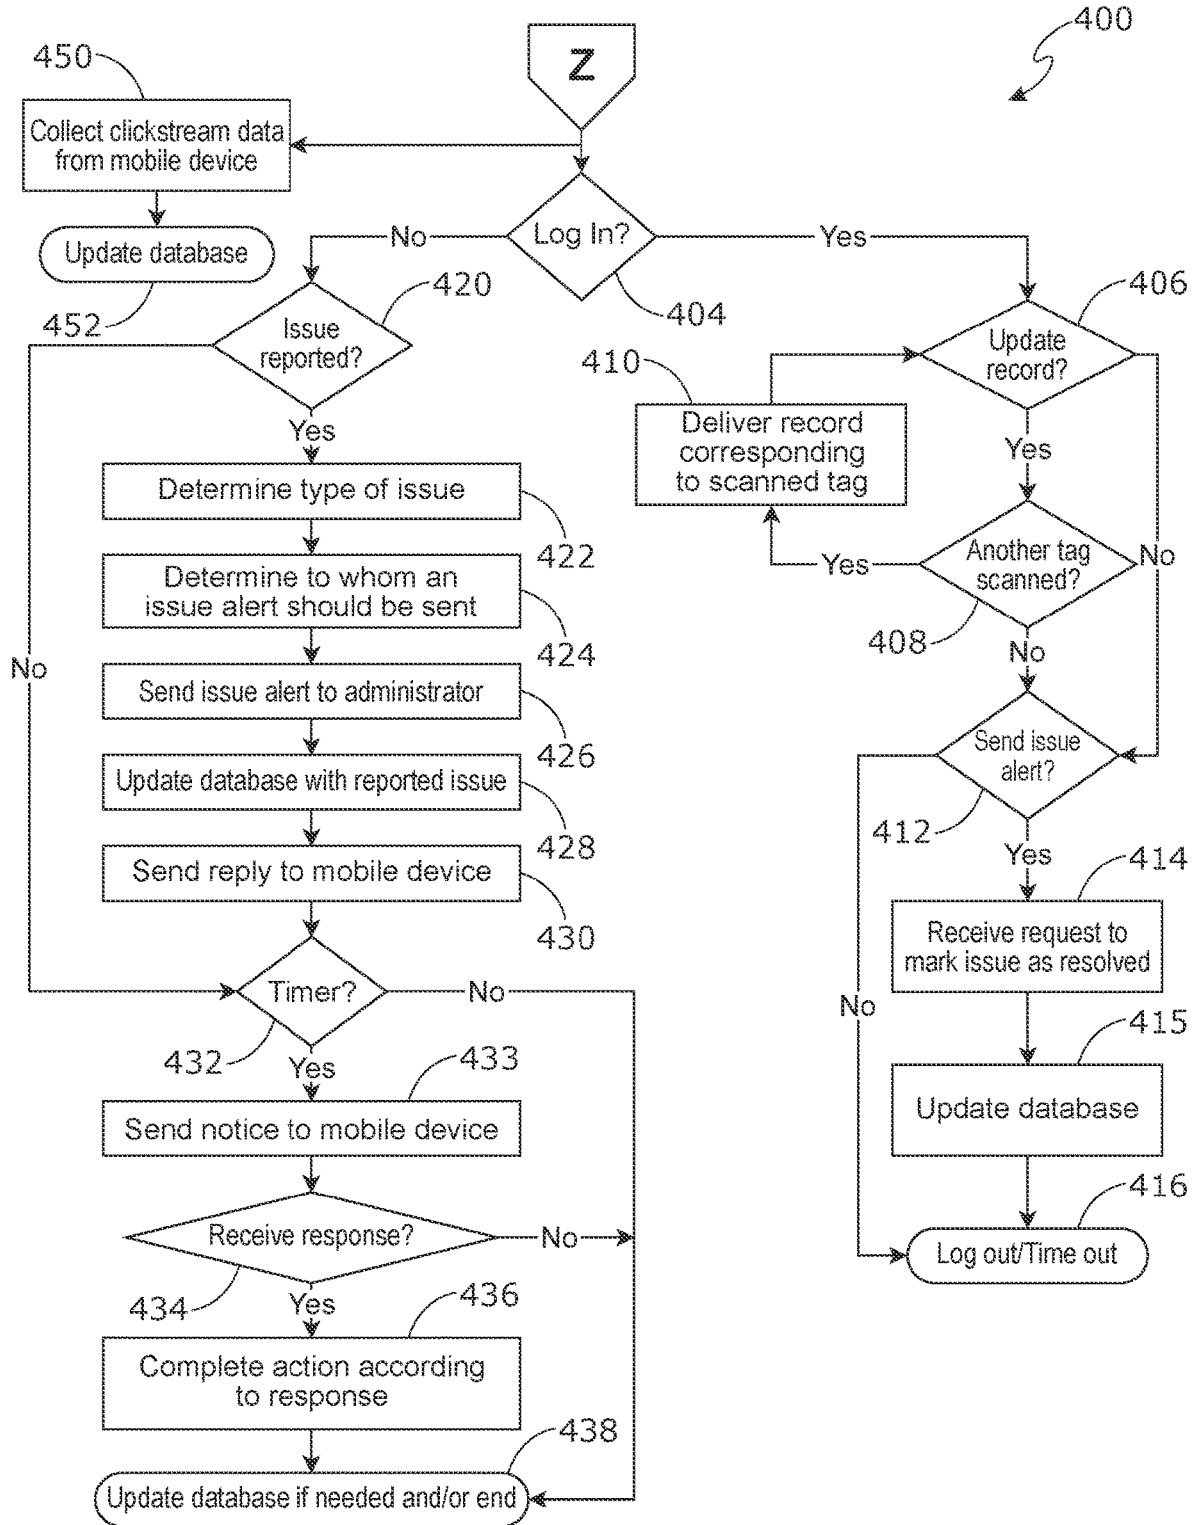 400
Z
450
Collect clickstream data
from mobile device
Update database
452
Log In?
404
No
Yes
420
Issue
reported?
No
Yes
Determine type of issue
422
Determine to whom an
issue alert should be sent
424
Send issue alert to administrator
426
Update database with reported issue
428
Send reply to mobile device
430
Timer?
432
No
Yes
433
Send notice to mobile device
Receive response?
434
No
Yes
436
Complete action according
to response
438
Update database if needed and/or end
406
Update
record?
410
Deliver record
corresponding
to scanned tag
Yes
No
Another tag
scanned?
408
Yes
No
Send issue
alert?
412
Yes
No
414
Receive request to
mark issue as resolved
415
Update database
416
Log out/Time out